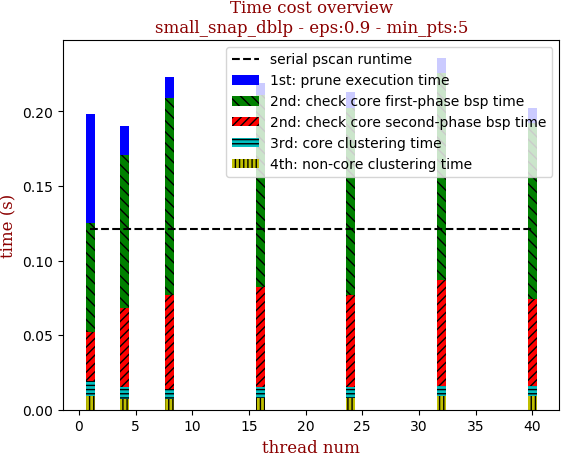 Time cost overview
small_snap_dblp - eps:0.9 - min_pts:5
serial pscan runtime
1st: prune execution time
2nd: check core first-phase bsp time
2nd: check core second-phase bsp time
3rd: core clustering time
4th: non-core clustering time
time (s)
0.20
0.15
0.10
0.05
0.00
0 5 10 15 20 25 30 35 40
thread num